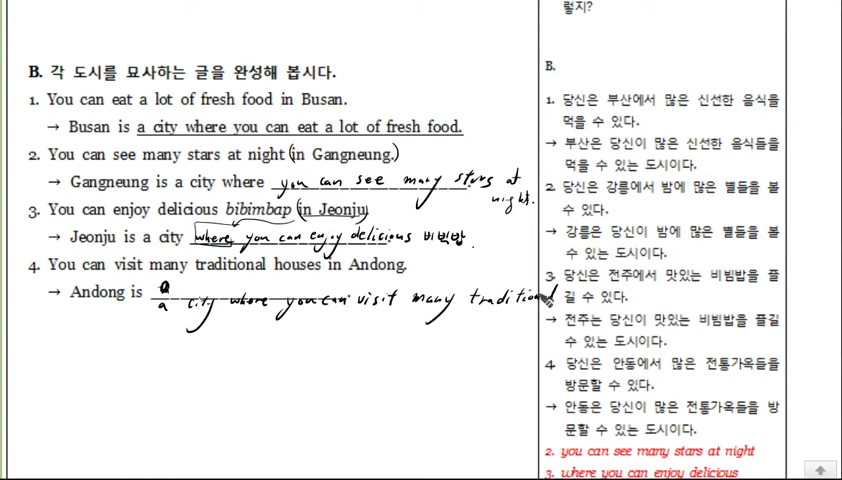 렇지?
B. 각 도시를 묘사하는 글을 완성해 봅시다.
1. You can eat a lot of fresh food in Busan.
→ Busan is a city where you can eat a lot of fresh food.
2. You can see many stars at night (in Gangneung.)
→ Gangneung is a city where you can see many stars at
night.
3. You can enjoy delicious bibimbap (in Jeonju)
→ Jeonju is a city where you can enjoy delicious 비빔밥.
4. You can visit many traditional houses in Andong.
→ Andong is a city where you can visit many traditional
B.
1. 당신은 부산에서 많은 신선한 음식을
먹을 수 있다.
→ 부산은 당신이 많은 신선한 음식들을
먹을 수 있는 도시이다.
2. 당신은 강릉에서 밤에 많은 별들을 볼
수 있다.
→ 강릉은 당신이 밤에 많은 별들을 볼
수 있는 도시이다.
3. 당신은 전주에서 맛있는 비빔밥을 즐
길 수 있다.
→ 전주는 당신이 맛있는 비빔밥을 즐길
수 있는 도시이다.
4. 당신은 안동에서 많은 전통가옥들을
방문할 수 있다.
→ 안동은 당신이 많은 전통가옥들을 방
문할 수 있는 도시이다.
2. you can see many stars at night
3. where you can enjoy delicious